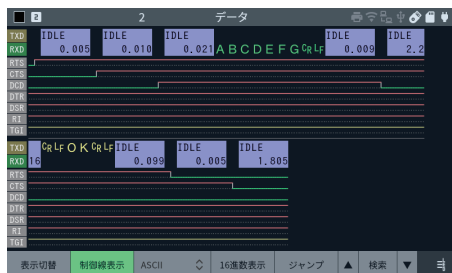 2 2 データ
TXD IDLE IDLE IDLE IDLE IDLE
RXD 0.005 0.010 0.021 A B C D E F G CR LF 0.009 2.2
RTS
CTS
DCD
DTR
DSR
RI
TGI
TXD CR LF O K CR LF IDLE IDLE IDLE
RXD 16 0.099 0.005 1.805
RTS
CTS
DCD
DTR
DSR
RI
TGI
表示切替 制御線表示 ASCII 16進数表示 ジャンプ ▲ 検索 ▼